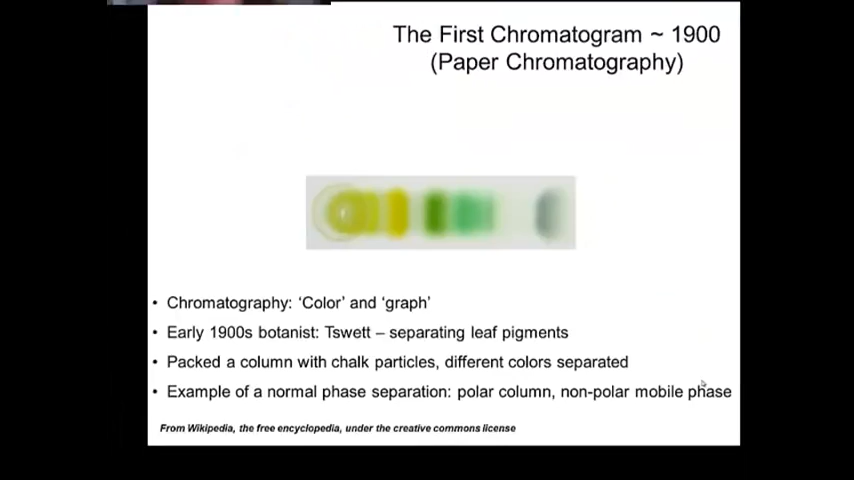 The First Chromatogram ~ 1900
(Paper Chromatography)
• Chromatography: ‘Color’ and ‘graph’
• Early 1900s botanist: Tswett – separating leaf pigments
• Packed a column with chalk particles, different colors separated
• Example of a normal phase separation: polar column, non-polar mobile phase
From Wikipedia, the free encyclopedia, under the creative commons license